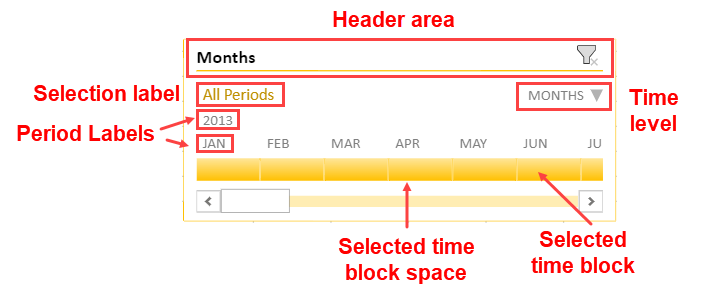 Header area
Months
Selection label
All Periods
MONTHS
Time
level
2013
Period Labels
JAN FEB MAR APR MAY JUN JU
Selected time
block space
Selected
time block